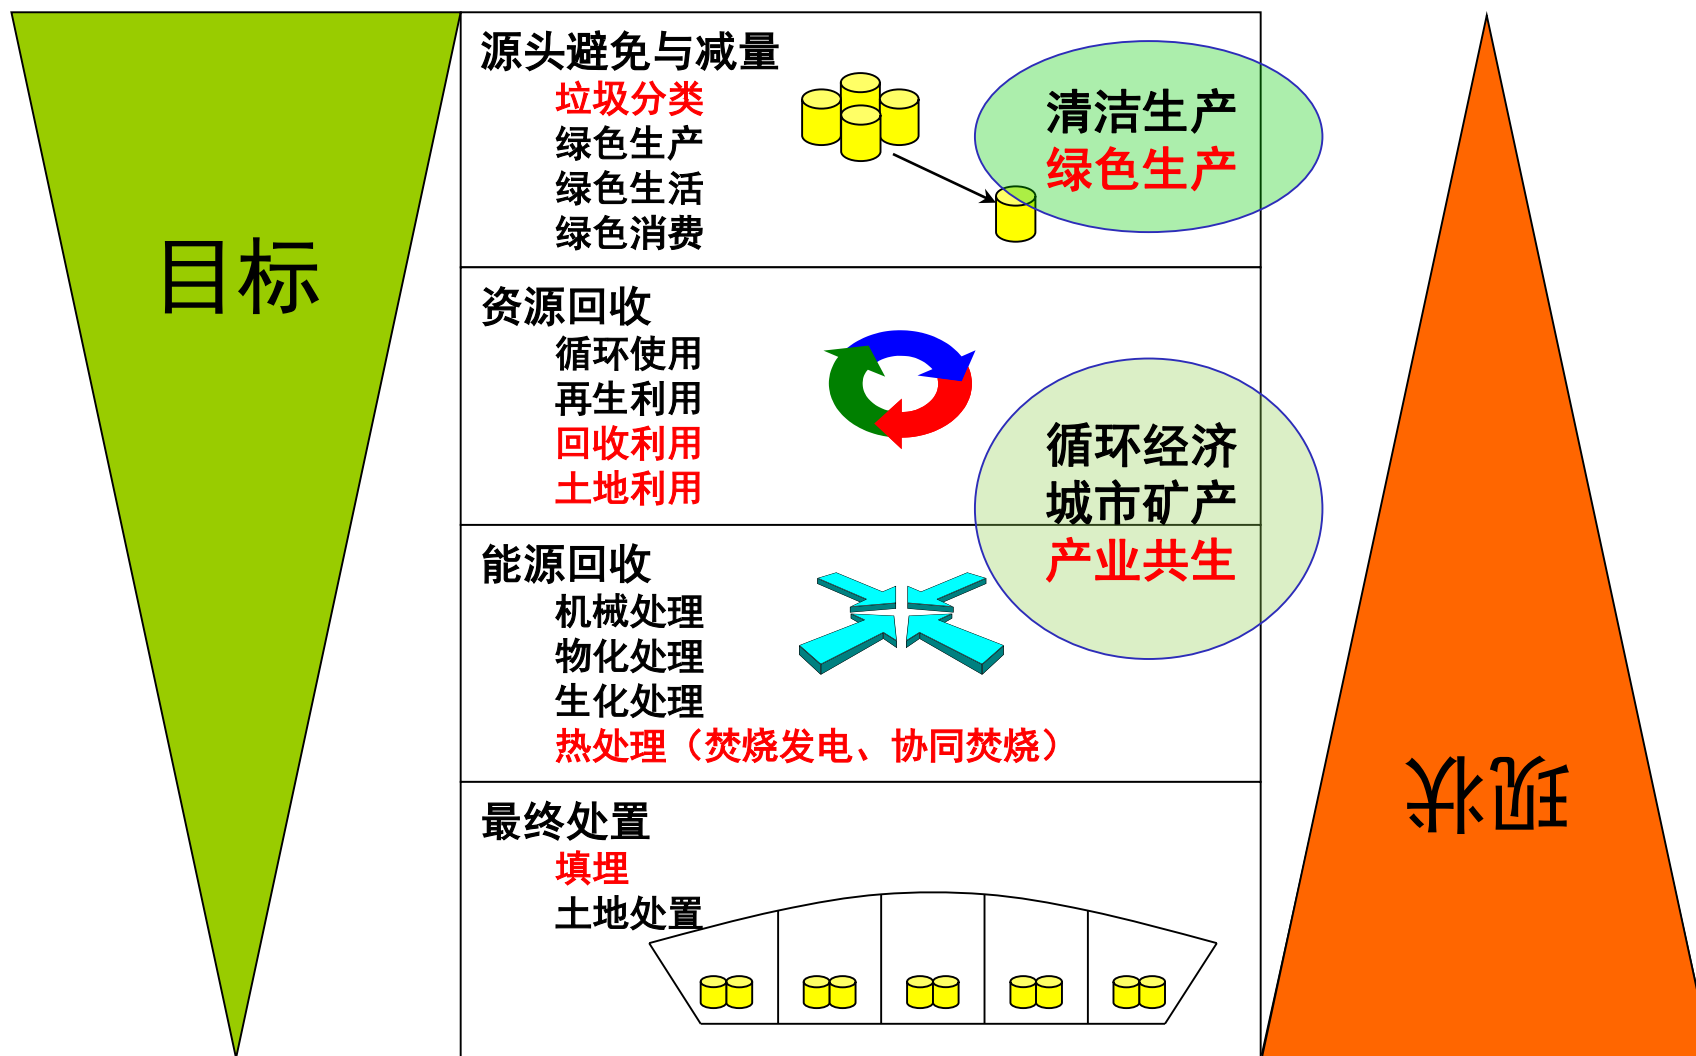 目标
源头避免与减量
垃圾分类
绿色生产
绿色生活
绿色消费
清洁生产
绿色生产
资源回收
循环使用
再生利用
回收利用
土地利用
循环经济
城市矿产
产业共生
能源回收
机械处理
物化处理
生化处理
热处理（焚烧发电、协同焚烧）
最终处置
填埋
土地处置
现状